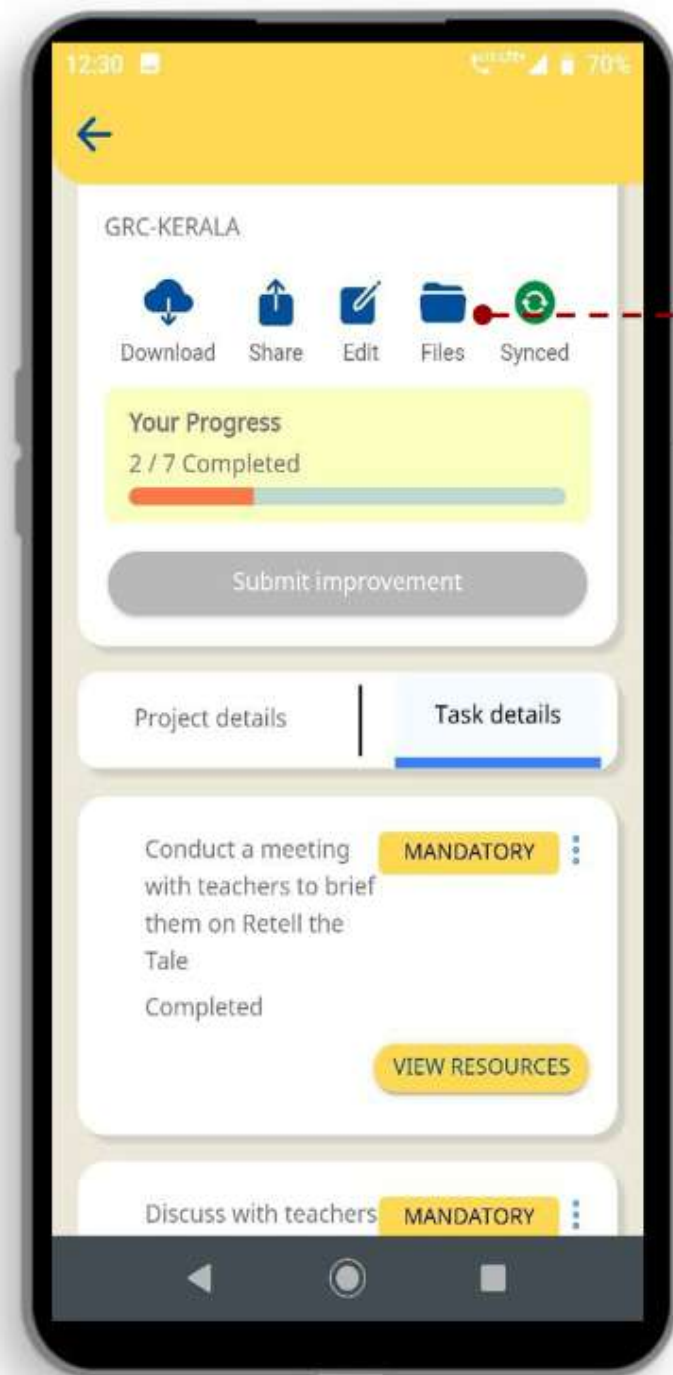 12:30 70%
GRC-KERALA
Download Share Edit Files Synced
Your Progress
2 / 7 Completed
Submit improvement
Project details Task details
Conduct a meeting MANDATORY
with teachers to brief
them on Retell the
Tale
Completed
VIEW RESOURCES
Discuss with teachers MANDATORY